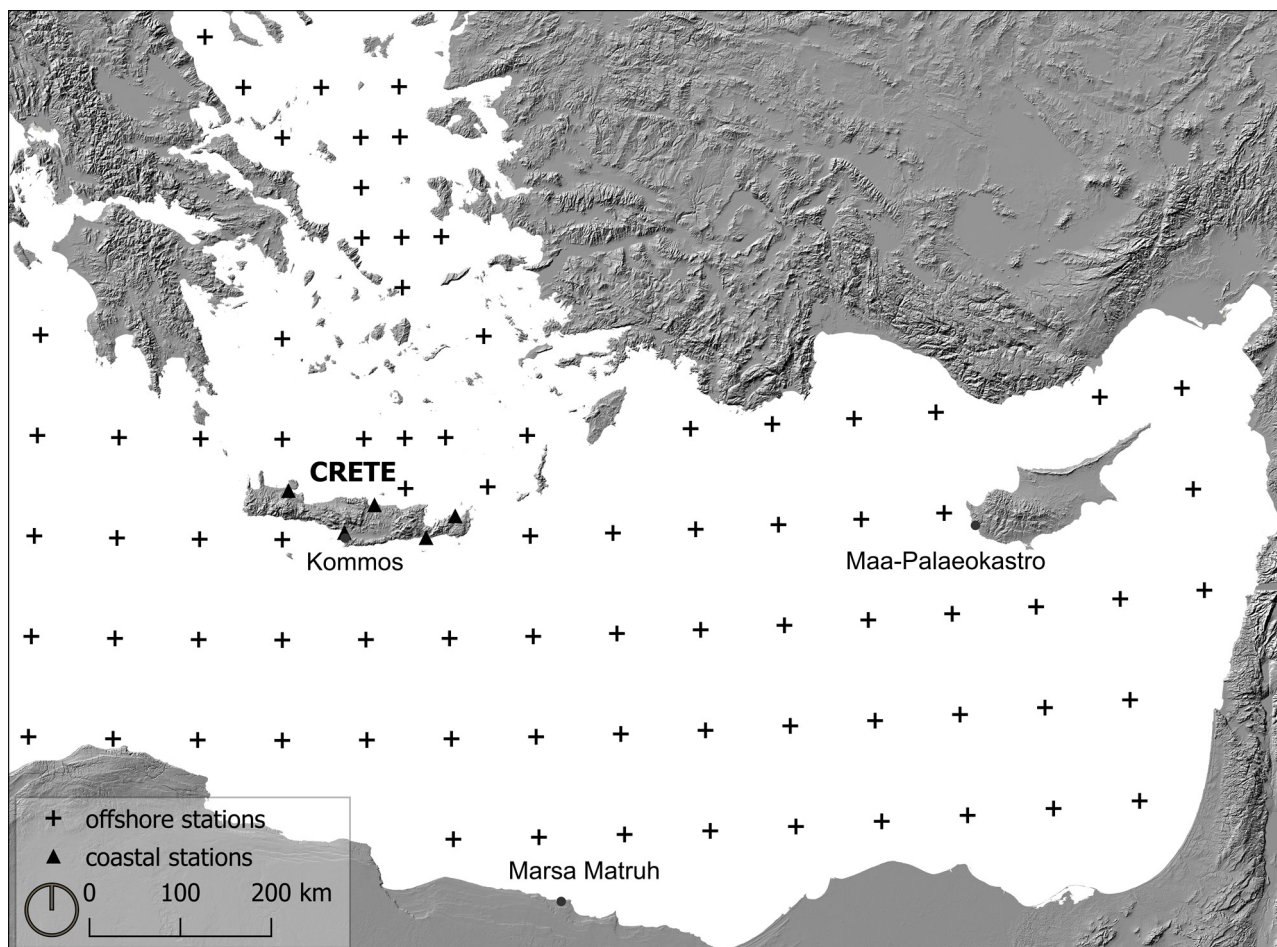 CRETE
Kommos
Maa-Palaeokastro
Marsa Matruh
offshore stations
coastal stations
0 100 200 km